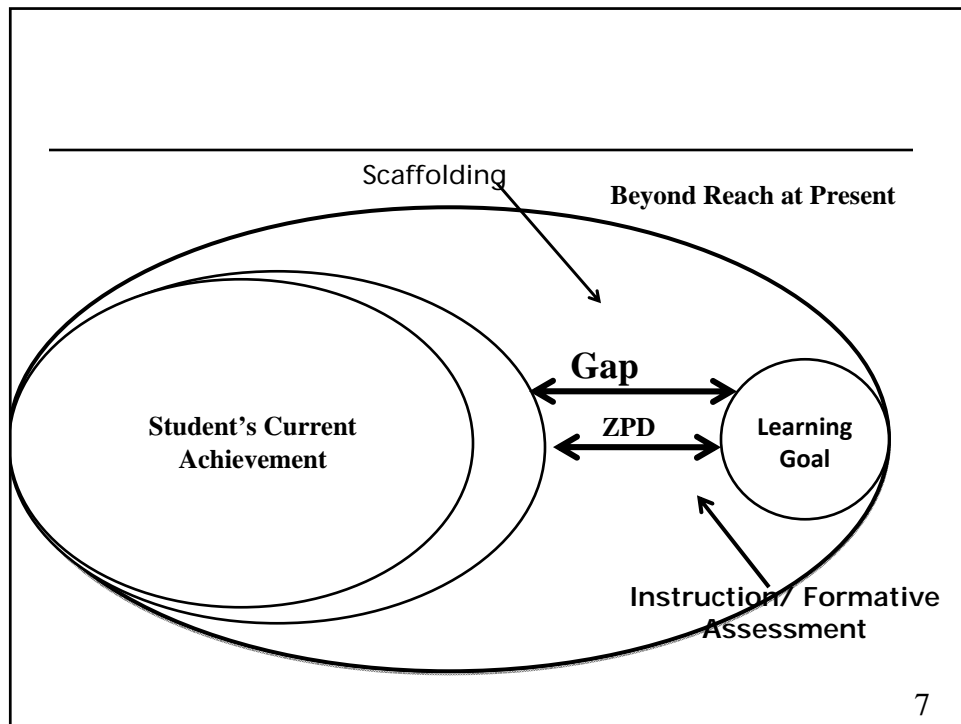 Scaffolding
Beyond Reach at Present
Gap
Student’s Current
Achievement
ZPD
Learning
Goal
Instruction/ Formative
Assessment
7